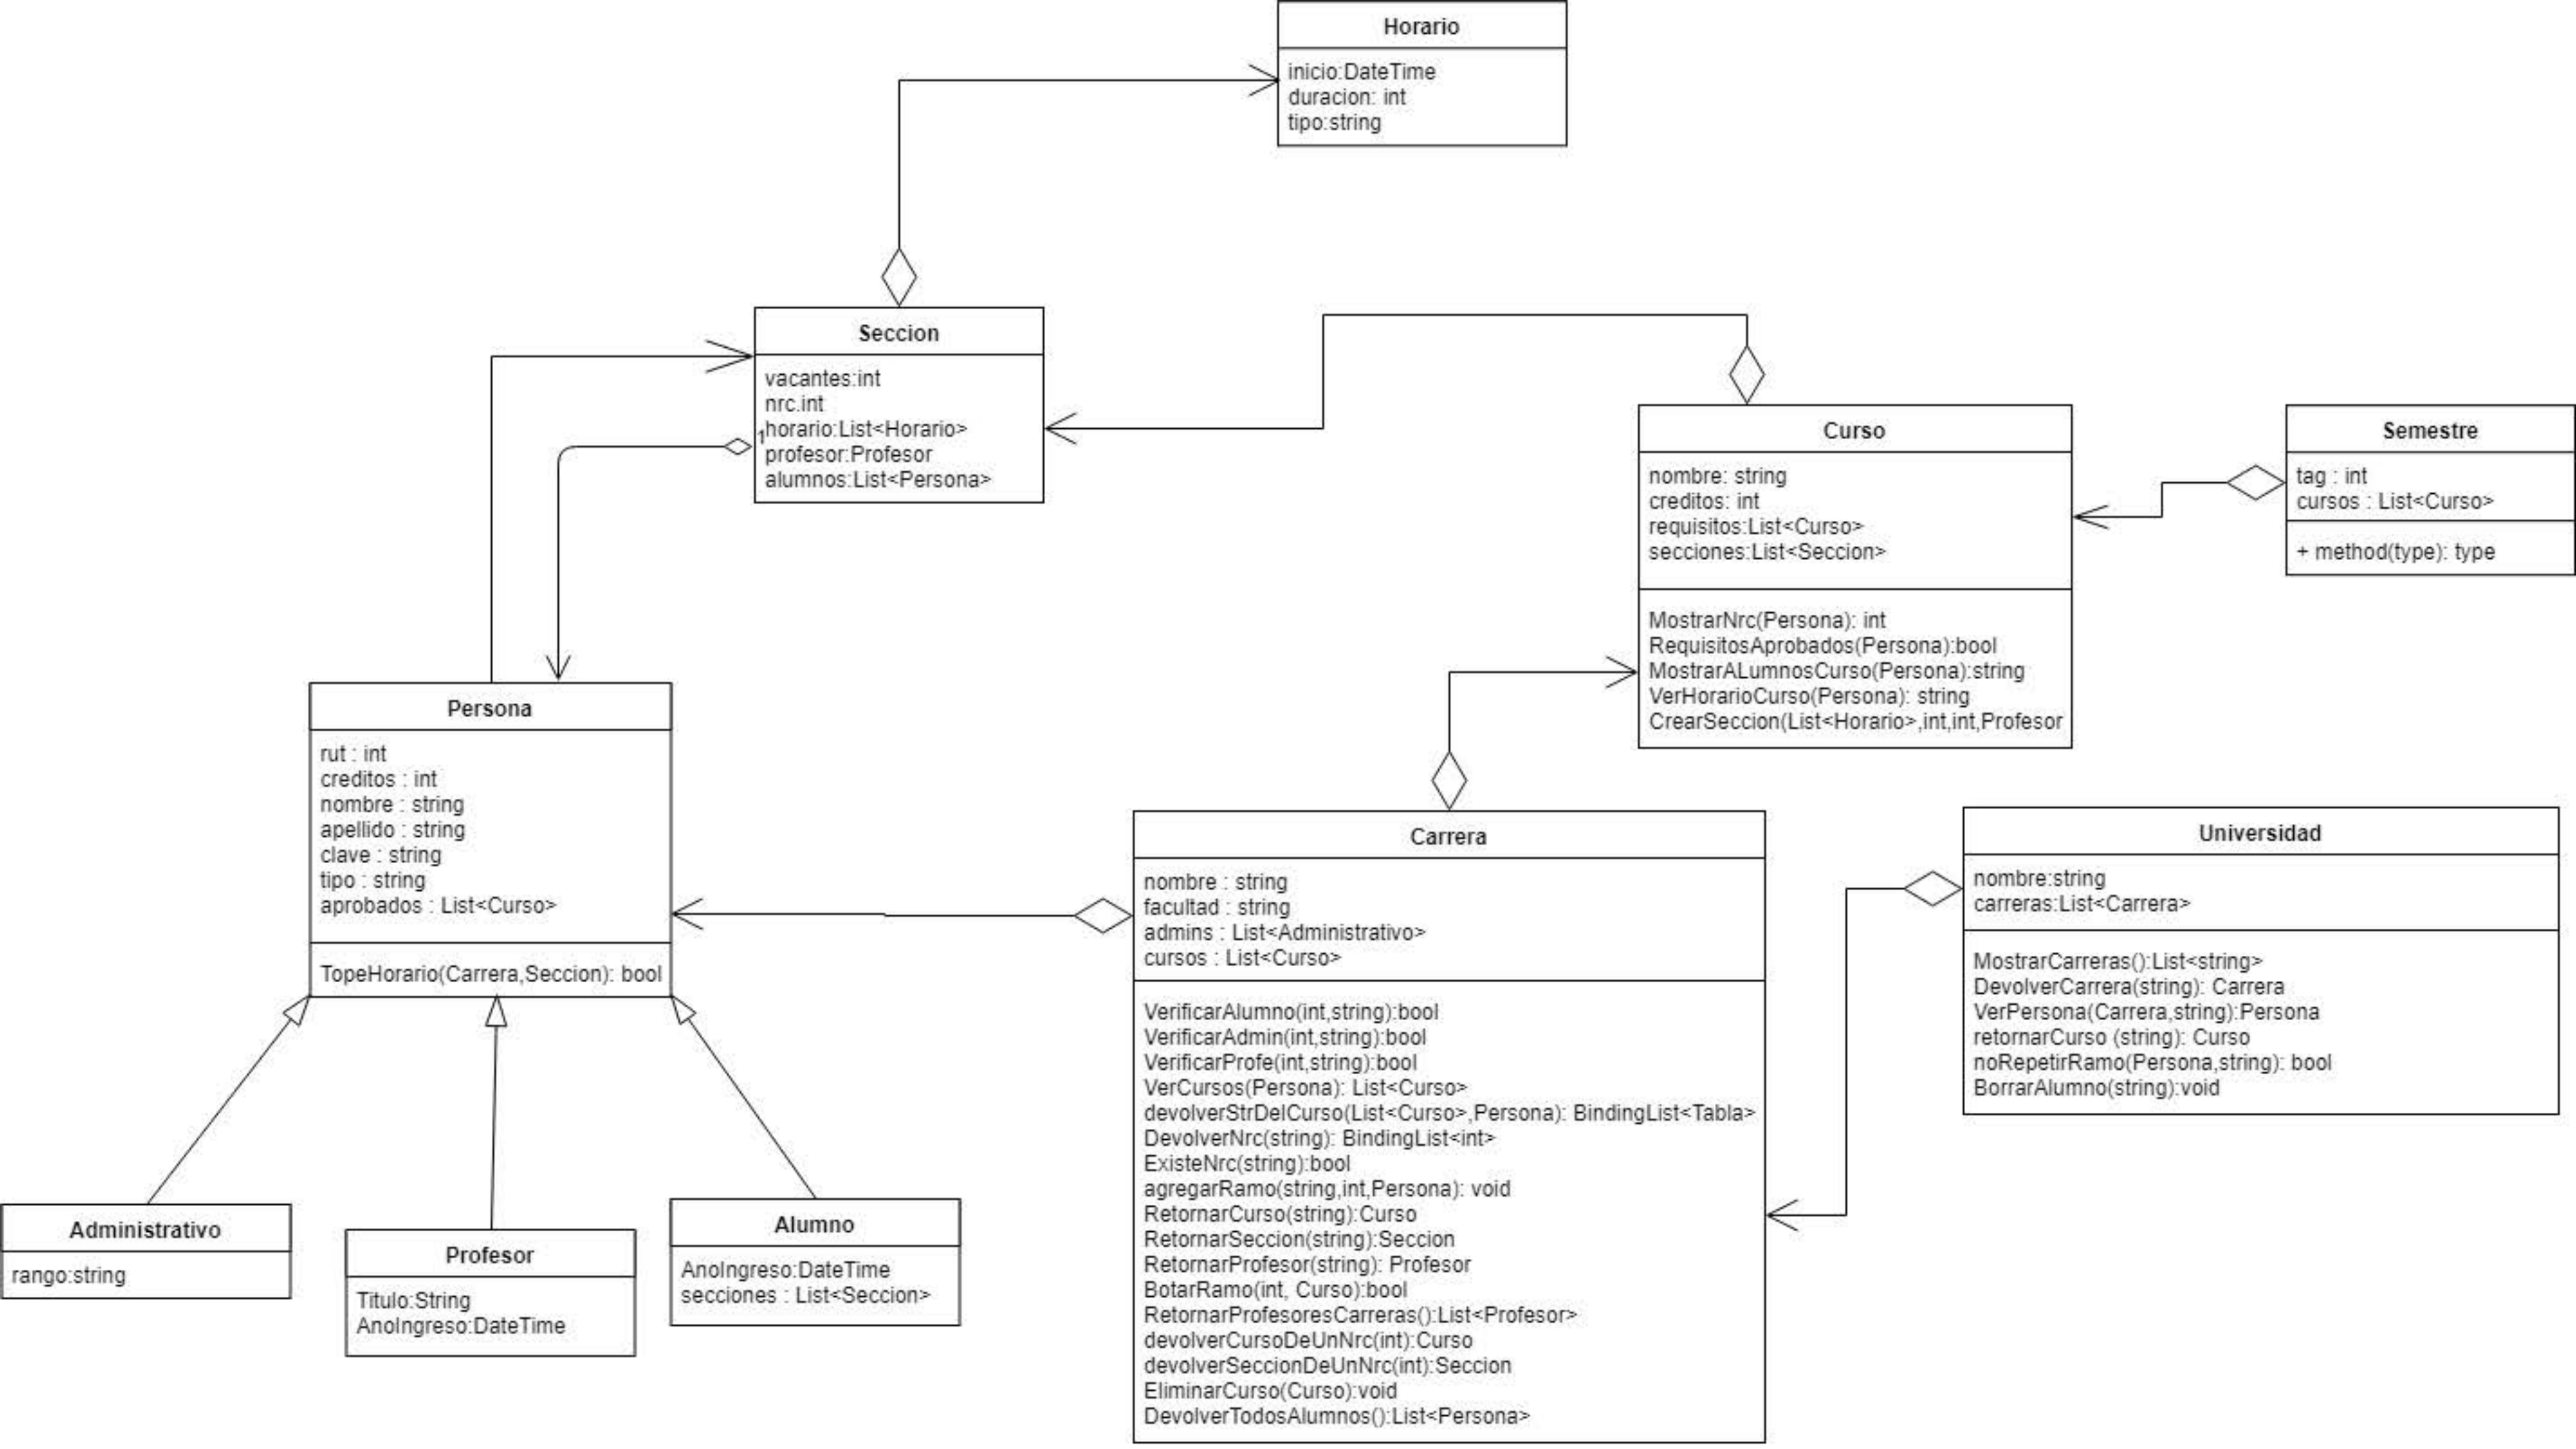 Horario
inicio:DateTime
duracion: int
tipo:string
Seccion
vacantes:int
nrc.int
horario:List<Horario>
profesor:Profesor
alumnos:List<Persona>
1
Curso
nombre: string
creditos: int
requisitos:List<Curso>
secciones:List<Seccion>
MostrarNrc(Persona): int
RequisitosAprobados(Persona):bool
MostrarALumnosCurso(Persona):string
VerHorarioCurso(Persona): string
CrearSeccion(List<Horario>,int,int,Profesor
Semestre
tag : int
cursos : List<Curso>
+ method(type): type
Persona
rut : int
creditos : int
nombre : string
apellido : string
clave : string
tipo : string
aprobados : List<Curso>
TopeHorario(Carrera,Seccion): bool
Carrera
nombre : string
facultad : string
admins : List<Administrativo>
cursos : List<Curso>
VerificarAlumno(int,string):bool
VerificarAdmin(int,string):bool
VerificarProfe(int,string):bool
VerCursos(Persona): List<Curso>
devolverStrDelCurso(List<Curso>,Persona): BindingList<Tabla>
DevolverNrc(string): BindingList<int>
ExisteNrc(string):bool
agregarRamo(string,int,Persona): void
RetornarCurso(string):Curso
RetornarSeccion(string):Seccion
RetornarProfesor(string): Profesor
BotarRamo(int, Curso):bool
RetornarProfesoresCarreras():List<Profesor>
devolverCursoDeUnNrc(int):Curso
devolverSeccionDeUnNrc(int):Seccion
EliminarCurso(Curso):void
DevolverTodosAlumnos():List<Persona>
Universidad
nombre:string
carreras:List<Carrera>
MostrarCarreras():List<string>
DevolverCarrera(string): Carrera
VerPersona(Carrera,string):Persona
retornarCurso (string): Curso
noRepetirRamo(Persona,string): bool
BorrarAlumno(string):void
Administrativo
rango:string
Profesor
Titulo:String
AnoIngreso:DateTime
Alumno
AnoIngreso:DateTime
secciones : List<Seccion>